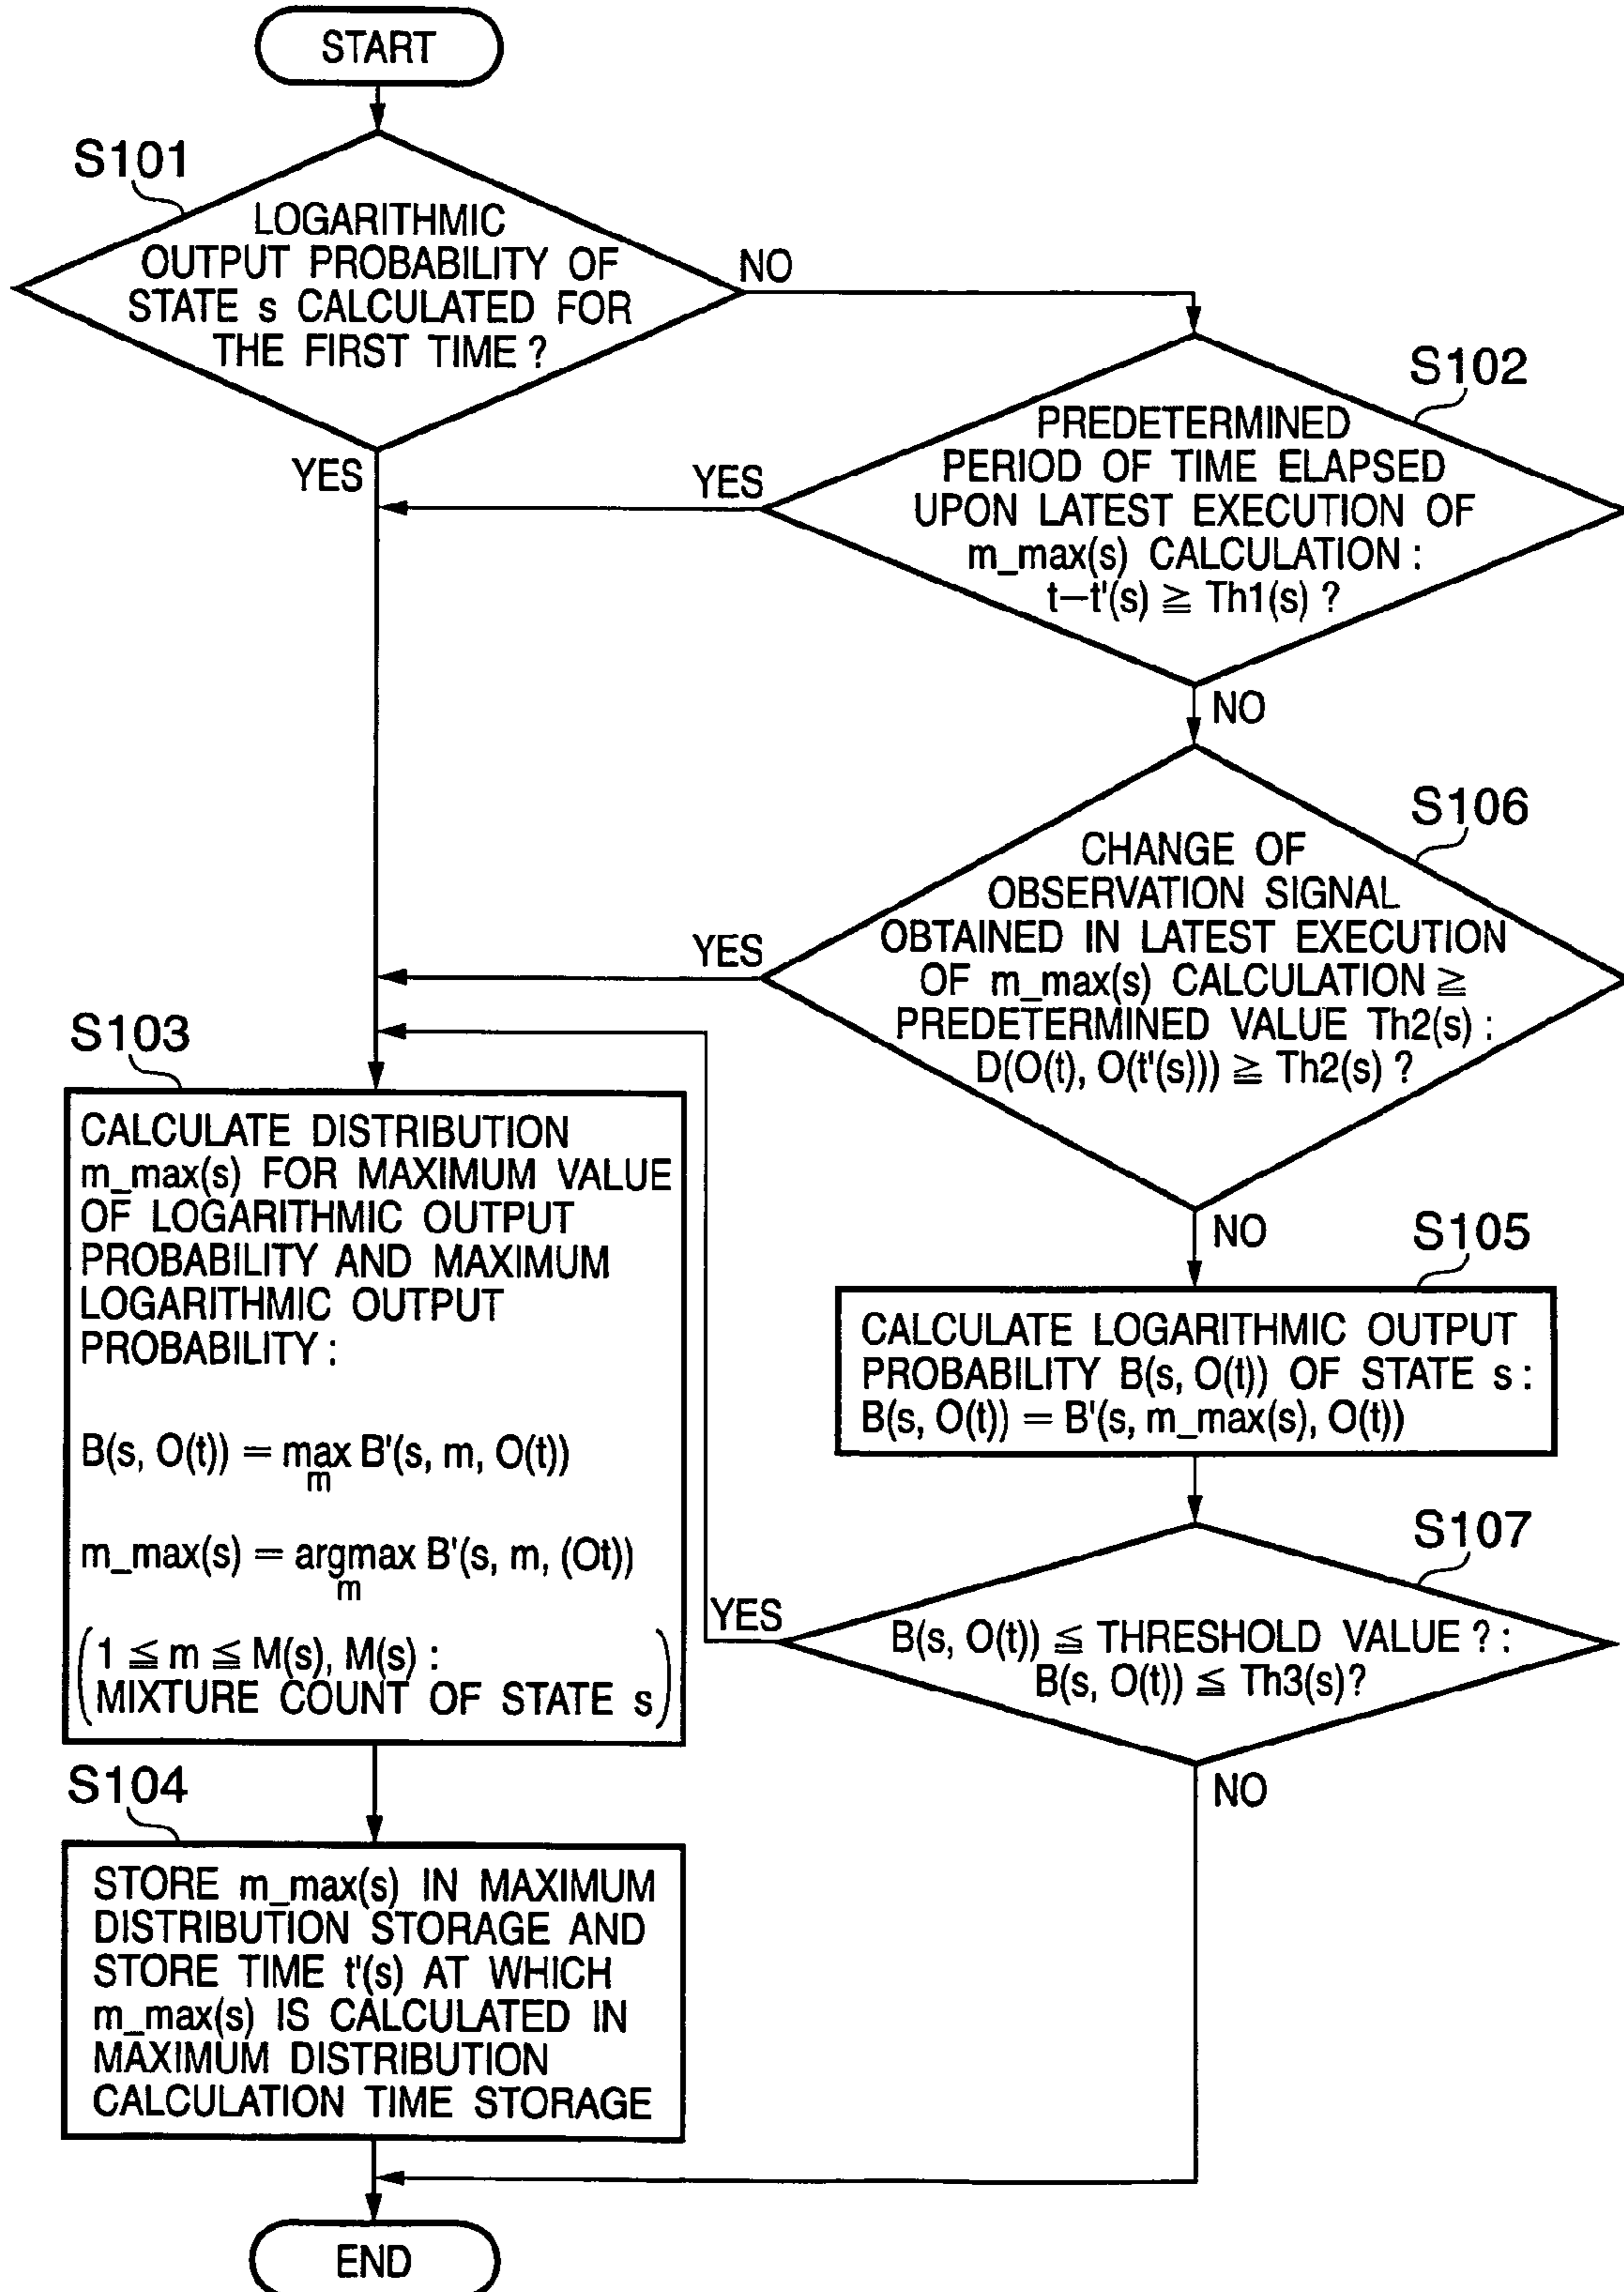 START
S101
LOGARITHMIC
OUTPUT PROBABILITY OF
STATE s CALCULATED FOR
THE FIRST TIME ?
NO
YES
S102
PREDETERMINED
PERIOD OF TIME ELAPSED
UPON LATEST EXECUTION OF
m_max(s) CALCULATION :
t−t'(s) ≧ Th1(s) ?
YES
NO
S106
CHANGE OF
OBSERVATION SIGNAL
OBTAINED IN LATEST EXECUTION
OF m_max(s) CALCULATION ≧
PREDETERMINED VALUE Th2(s) :
D(O(t), O(t'(s))) ≧ Th2(s) ?
YES
NO
S103
CALCULATE DISTRIBUTION
m_max(s) FOR MAXIMUM VALUE
OF LOGARITHMIC OUTPUT
PROBABILITY AND MAXIMUM
LOGARITHMIC OUTPUT
PROBABILITY :
B(s, O(t)) = max B'(s, m, O(t))
m
m_max(s) = argmax B'(s, m, (Ot))
m
(1 ≦ m ≦ M(s), M(s) :
MIXTURE COUNT OF STATE s)
S105
CALCULATE LOGARITHMIC OUTPUT
PROBABILITY B(s, O(t)) OF STATE s :
B(s, O(t)) = B'(s, m_max(s), O(t))
S107
B(s, O(t)) ≦ THRESHOLD VALUE ? :
B(s, O(t)) ≦ Th3(s)?
YES
NO
S104
STORE m_max(s) IN MAXIMUM
DISTRIBUTION STORAGE AND
STORE TIME t'(s) AT WHICH
m_max(s) IS CALCULATED IN
MAXIMUM DISTRIBUTION
CALCULATION TIME STORAGE
END